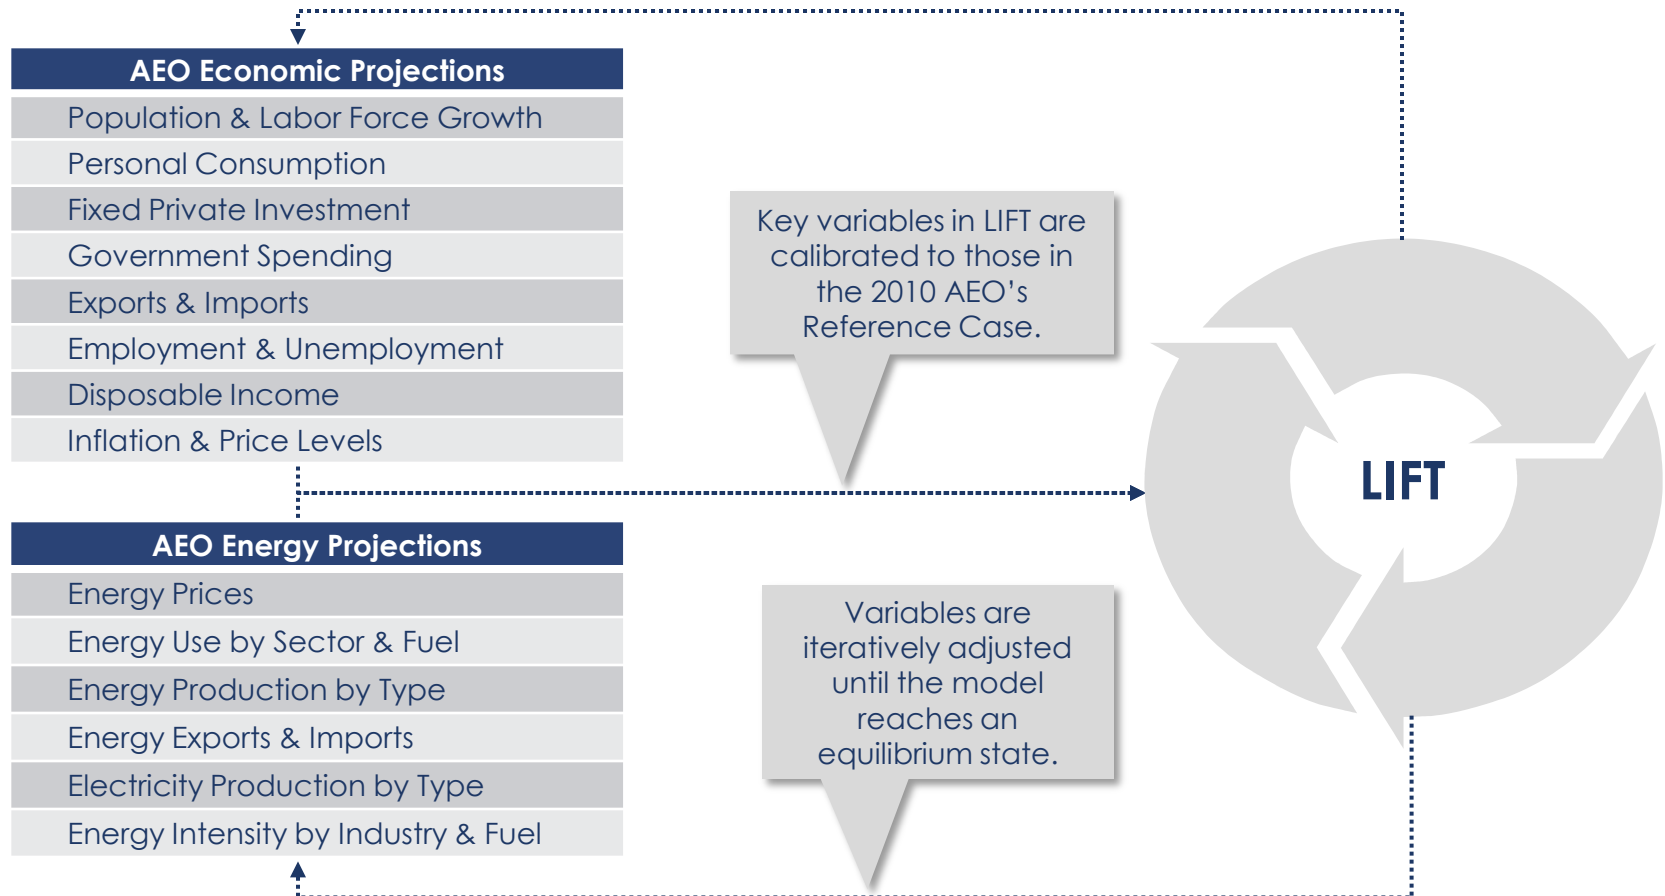 AEO Economic Projections
Population & Labor Force Growth
Personal Consumption
Fixed Private Investment
Government Spending
Exports & Imports
Employment & Unemployment
Disposable Income
Inflation & Price Levels
Key variables in LIFT are
calibrated to those in
the 2010 AEO’s
Reference Case.
LIFT
AEO Energy Projections
Energy Prices
Energy Use by Sector & Fuel
Energy Production by Type
Energy Exports & Imports
Electricity Production by Type
Energy Intensity by Industry & Fuel
Variables are
iteratively adjusted
until the model
reaches an
equilibrium state.